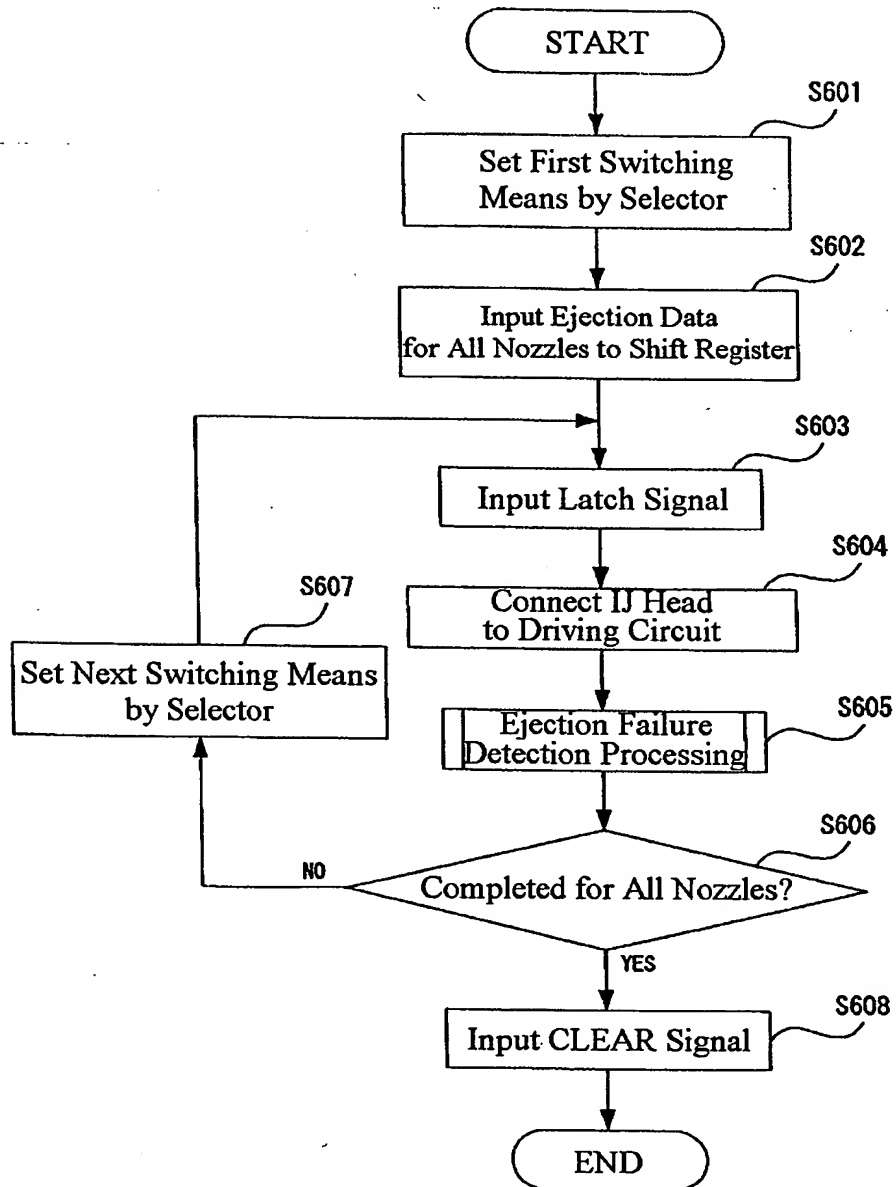 START
S601
Set First Switching
Means by Selector
S602
Input Ejection Data
for All Nozzles to Shift Register
S603
Input Latch Signal
S604
Connect IJ Head
to Driving Circuit
S607
Set Next Switching Means
by Selector
S605
Ejection Failure
Detection Processing
S606
Completed for All Nozzles?
NO
YES
S608
Input CLEAR Signal
END